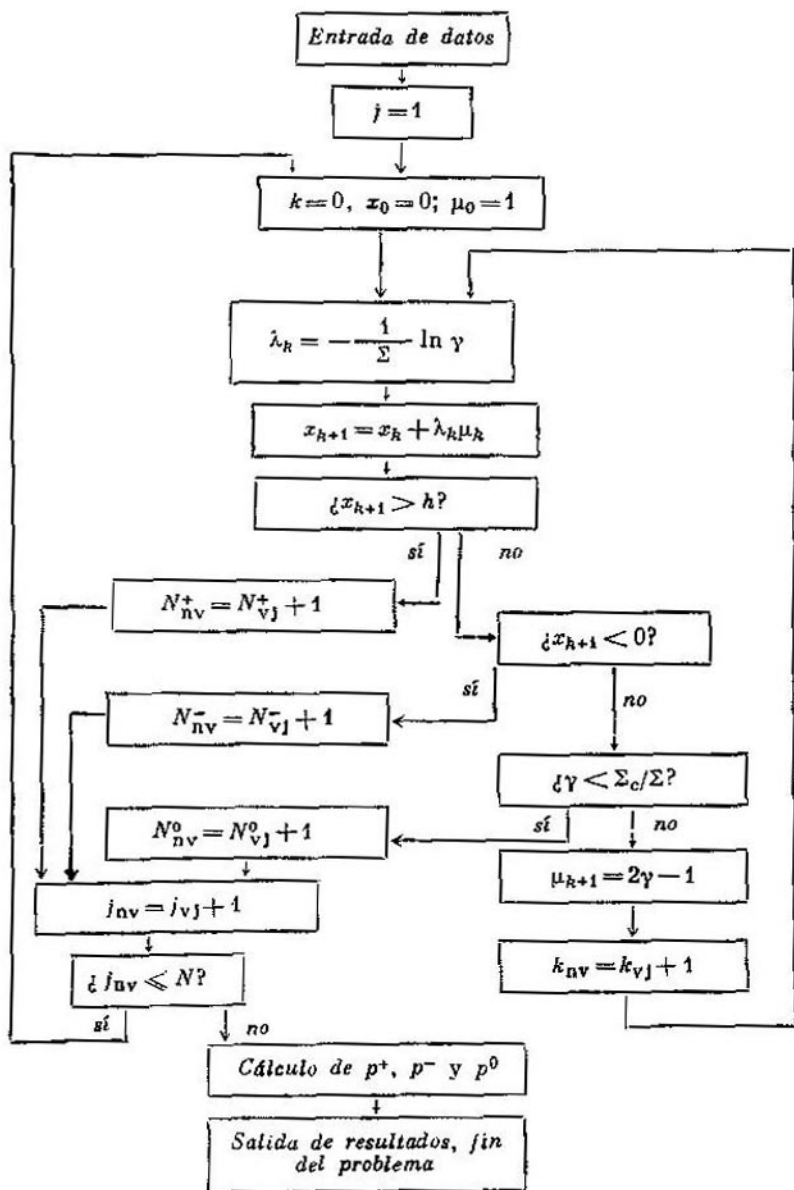 Entrada de datos
j=1
k=0, x₀=0; μ₀=1
λₖ = − 1/Σ ln γ
xₖ₊₁=xₖ+λₖμₖ
¿xₖ₊₁>h?
sí no
N⁺ₙᵥ=N⁺ᵥⱼ+1
¿xₖ₊₁<0?
sí no
N⁻ₙᵥ=N⁻ᵥⱼ+1
¿γ<Σc/Σ?
sí no
N⁰ₙᵥ=N⁰ᵥⱼ+1
μₖ₊₁=2γ−1
jₙᵥ=jᵥⱼ+1
kₙᵥ=kᵥⱼ+1
¿jₙᵥ⩽N?
sí no
Cálculo de p⁺, p⁻ y p⁰
Salida de resultados, fin
del problema